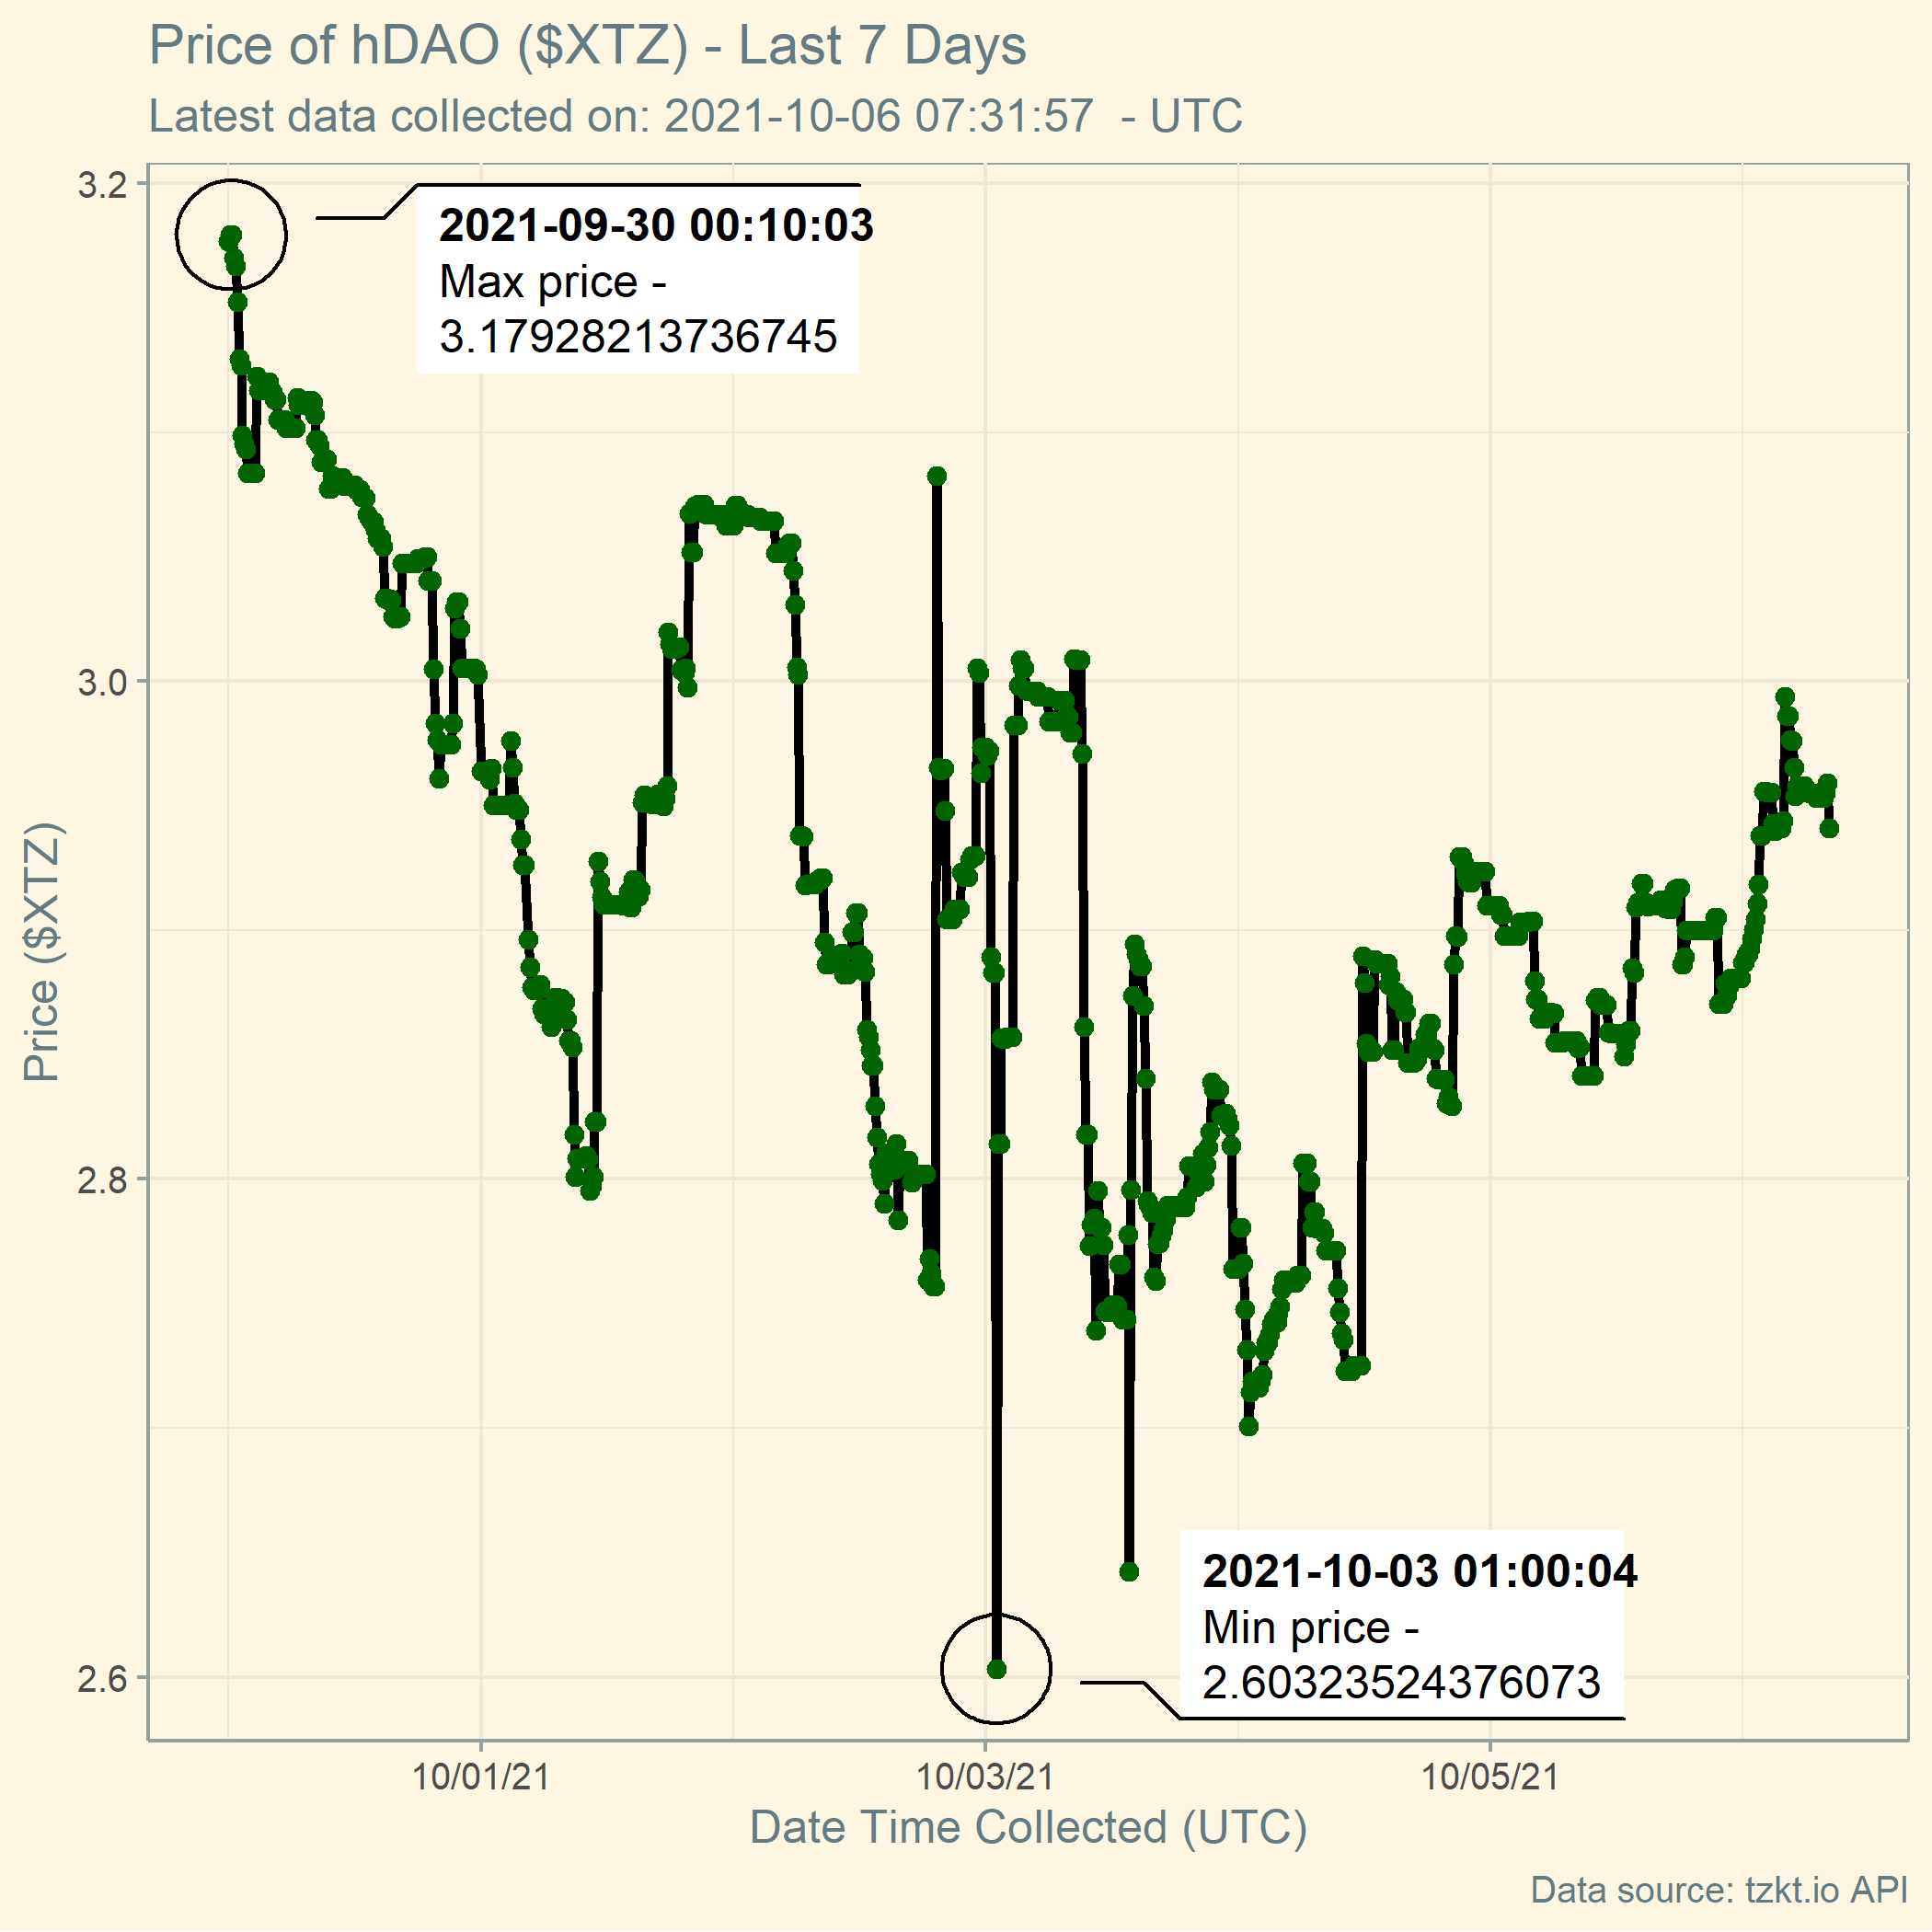 Price of hDAO ($XTZ) - Last 7 Days
Latest data collected on: 2021-10-06 07:31:57  - UTC
3.2
2021-09-30 00:10:03
Max price -
3.17928213736745
3.0
Price ($XTZ)
2.8
2021-10-03 01:00:04
Min price -
2.60323524376073
2.6
10/01/21
10/03/21
10/05/21
Date Time Collected (UTC)
Data source: tzkt.io API